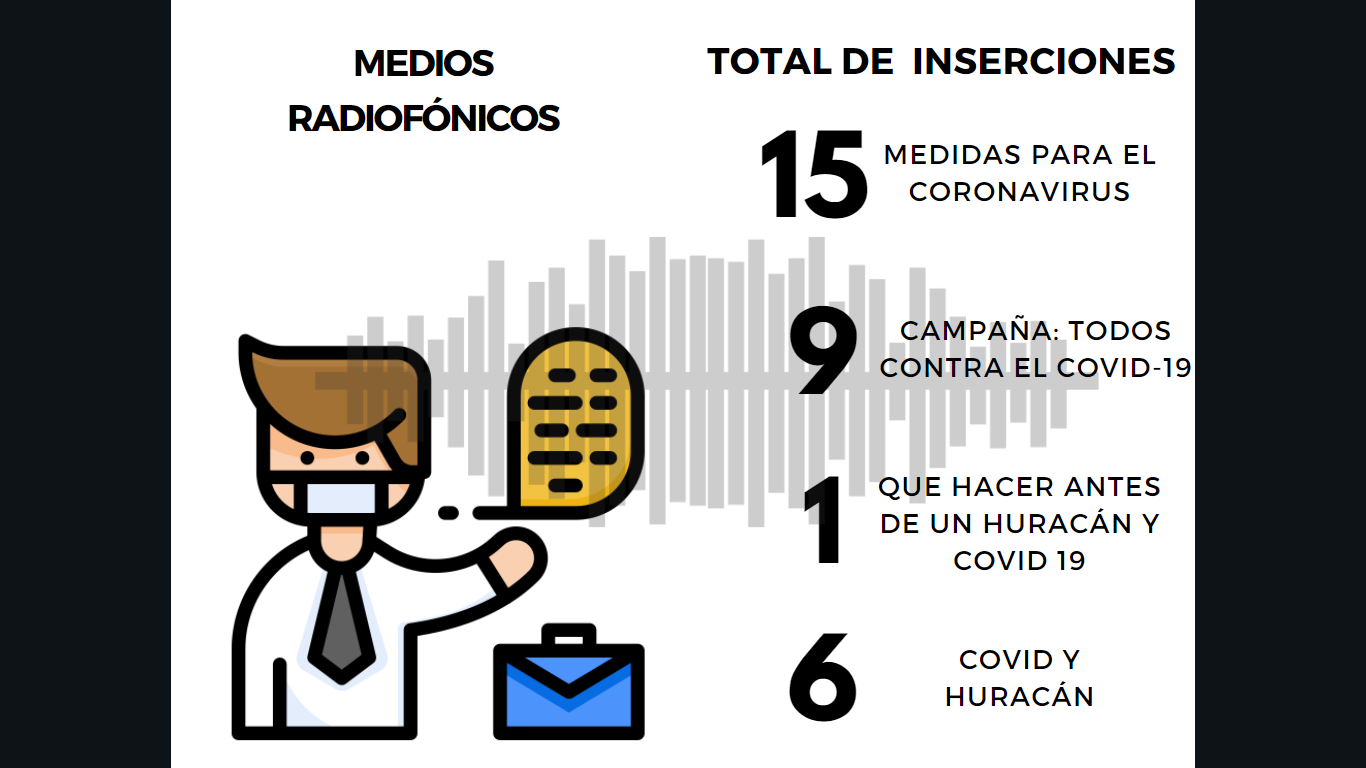 MEDIOS
RADIOFÓNICOS
TOTAL DE INSERCIONES
15
MEDIDAS PARA EL
CORONAVIRUS
9
CAMPAÑA: TODOS
CONTRA EL COVID-19
1
QUE HACER ANTES
DE UN HURACÁN Y
COVID 19
6
COVID Y
HURACÁN